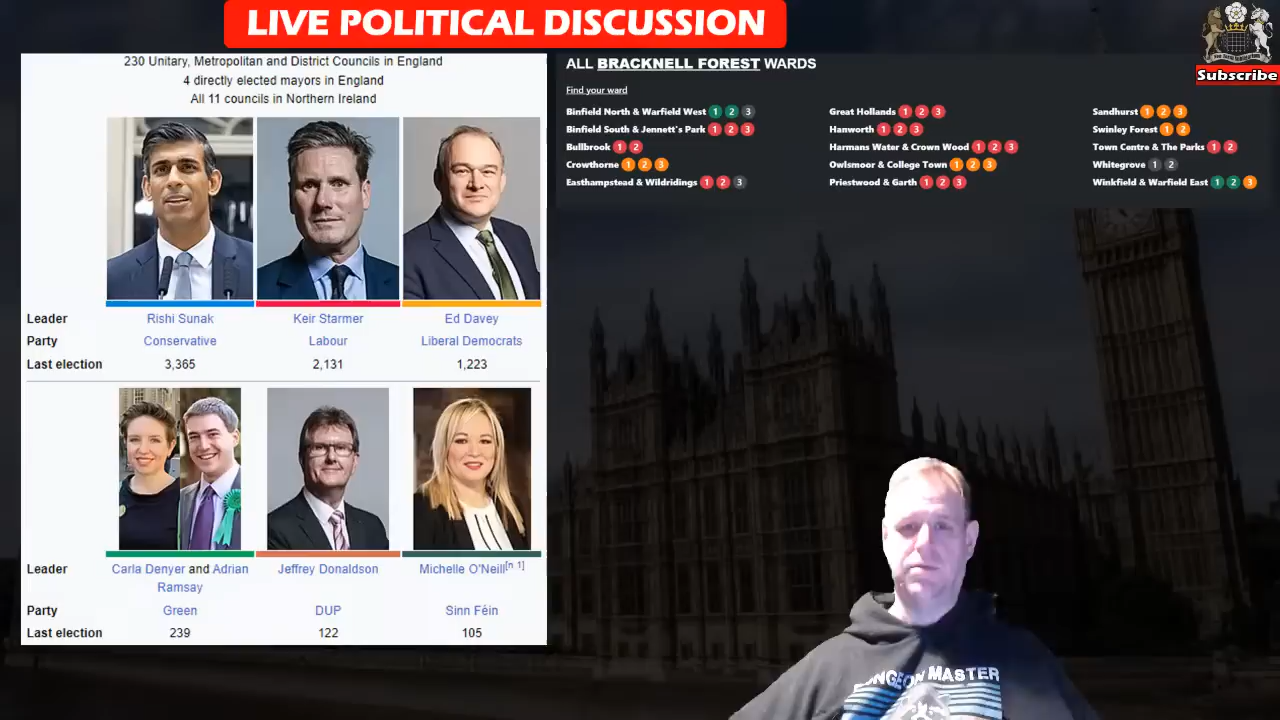 LIVE POLITICAL DISCUSSION
Subscribe
230 Unitary, Metropolitan and District Councils in England
4 directly elected mayors in England
All 11 councils in Northern Ireland
Leader Rishi Sunak Keir Starmer Ed Davey
Party Conservative Labour Liberal Democrats
Last election 3,365 2,131 1,223
Leader Carla Denyer and Adrian Ramsay Jeffrey Donaldson Michelle O'Neill[n 1]
Party Green DUP Sinn Féin
Last election 239 122 105
ALL BRACKNELL FOREST WARDS
Find your ward
Binfield North & Warfield West 1 2 3
Binfield South & Jennett's Park 1 2 3
Bullbrook 1 2
Crowthorne 1 2 3
Easthampstead & Wildridings 1 2 3
Great Hollands 1 2 3
Hanworth 1 2 3
Harmans Water & Crown Wood 1 2 3
Owlsmoor & College Town 1 2 3
Priestwood & Garth 1 2 3
Sandhurst 1 2 3
Swinley Forest 1 2
Town Centre & The Parks 1 2
Whitegrove 1 2
Winkfield & Warfield East 1 2 3
MASTER